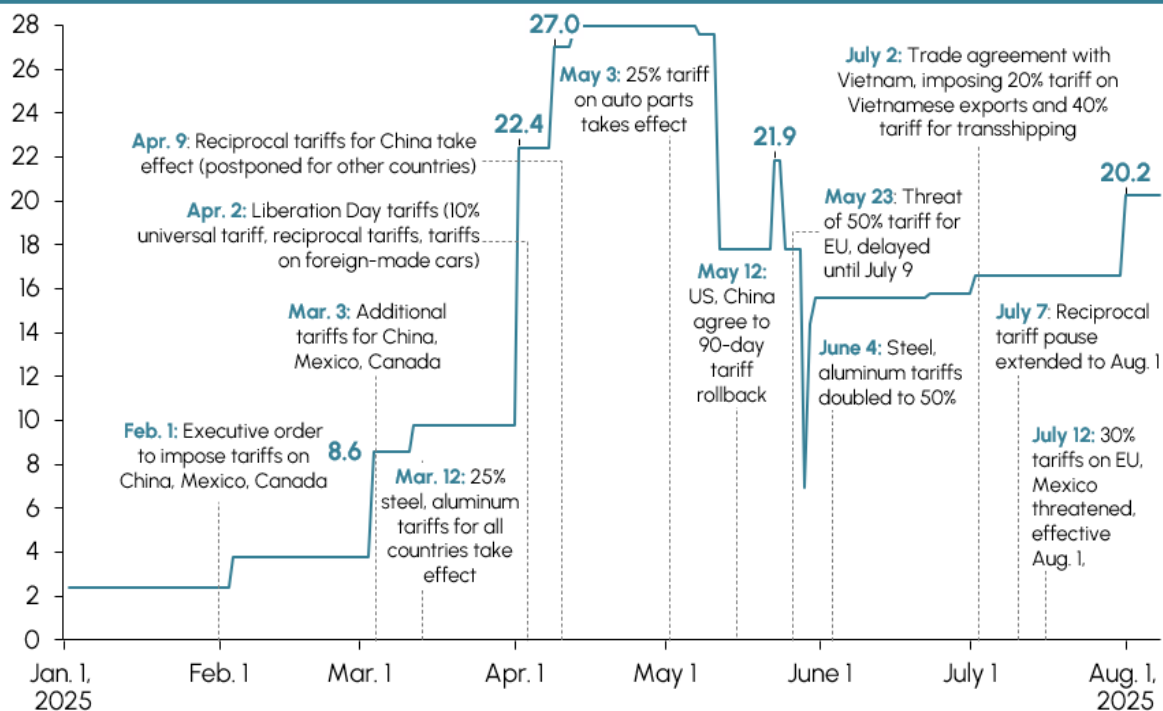 28
26
24
22
20
18
16
14
12
10
8
6
4
2
0
Jan. 1,
2025
Feb. 1
Mar. 1
Apr. 1
May 1
June 1
July 1
Aug. 1,
2025
Feb. 1: Executive order
to impose tariffs on
China, Mexico, Canada
8.6
Mar. 3: Additional
tariffs for China,
Mexico, Canada
Mar. 12: 25%
steel, aluminum
tariffs for all
countries take
effect
Apr. 2: Liberation Day tariffs (10%
universal tariff, reciprocal tariffs, tariffs
on foreign-made cars)
Apr. 9: Reciprocal tariffs for China take
effect (postponed for other countries)
22.4
27.0
May 3: 25% tariff
on auto parts
takes effect
May 12:
US, China
agree to
90-day
tariff
rollback
21.9
May 23: Threat
of 50% tariff for
EU, delayed
until July 9
June 4: Steel,
aluminum tariffs
doubled to 50%
July 2: Trade agreement with
Vietnam, imposing 20% tariff on
Vietnamese exports and 40%
tariff for transshipping
July 7: Reciprocal
tariff pause
extended to Aug. 1
July 12: 30%
tariffs on EU,
Mexico
threatened,
effective
Aug. 1,
20.2